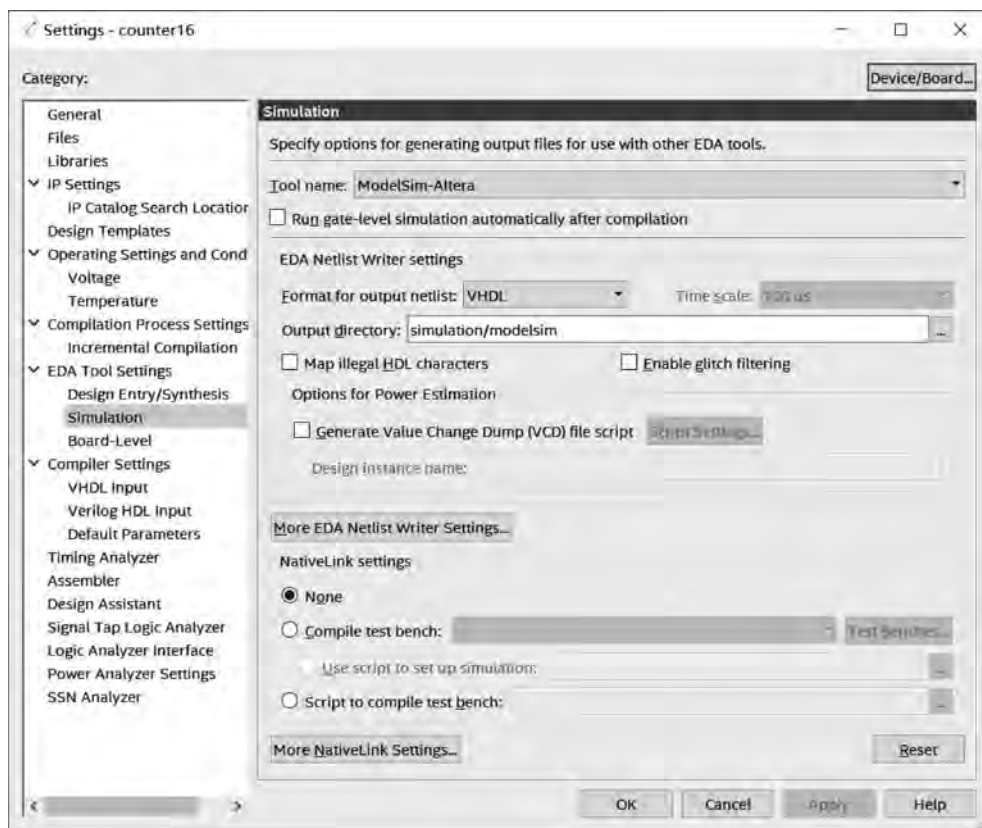 Settings - counter16
Category:
Device/Board...
General
Files
Libraries
IP Settings
IP Catalog Search Location
Design Templates
Operating Settings and Cond
Voltage
Temperature
Compilation Process Settings
Incremental Compilation
EDA Tool Settings
Design Entry/Synthesis
Simulation
Board-Level
Compiler Settings
VHDL Input
Verilog HDL Input
Default Parameters
Timing Analyzer
Assembler
Design Assistant
Signal Tap Logic Analyzer
Logic Analyzer Interface
Power Analyzer Settings
SSN Analyzer
Simulation
Specify options for generating output files for use with other EDA tools.
Tool name: ModelSim-Altera
Run gate-level simulation automatically after compilation
EDA Netlist Writer settings
Format for output netlist: VHDL Time scale:
Output directory: simulation/modelsim ...
Map illegal HDL characters Enable glitch filtering
Options for Power Estimation
Generate Value Change Dump (VCD) file script Script Settings...
Design instance name:
More EDA Netlist Writer Settings...
NativeLink settings
None
Compile test bench: Test Benches...
Use script to set up simulation: ...
Script to compile test bench: ...
More NativeLink Settings... Reset
OK Cancel Apply Help